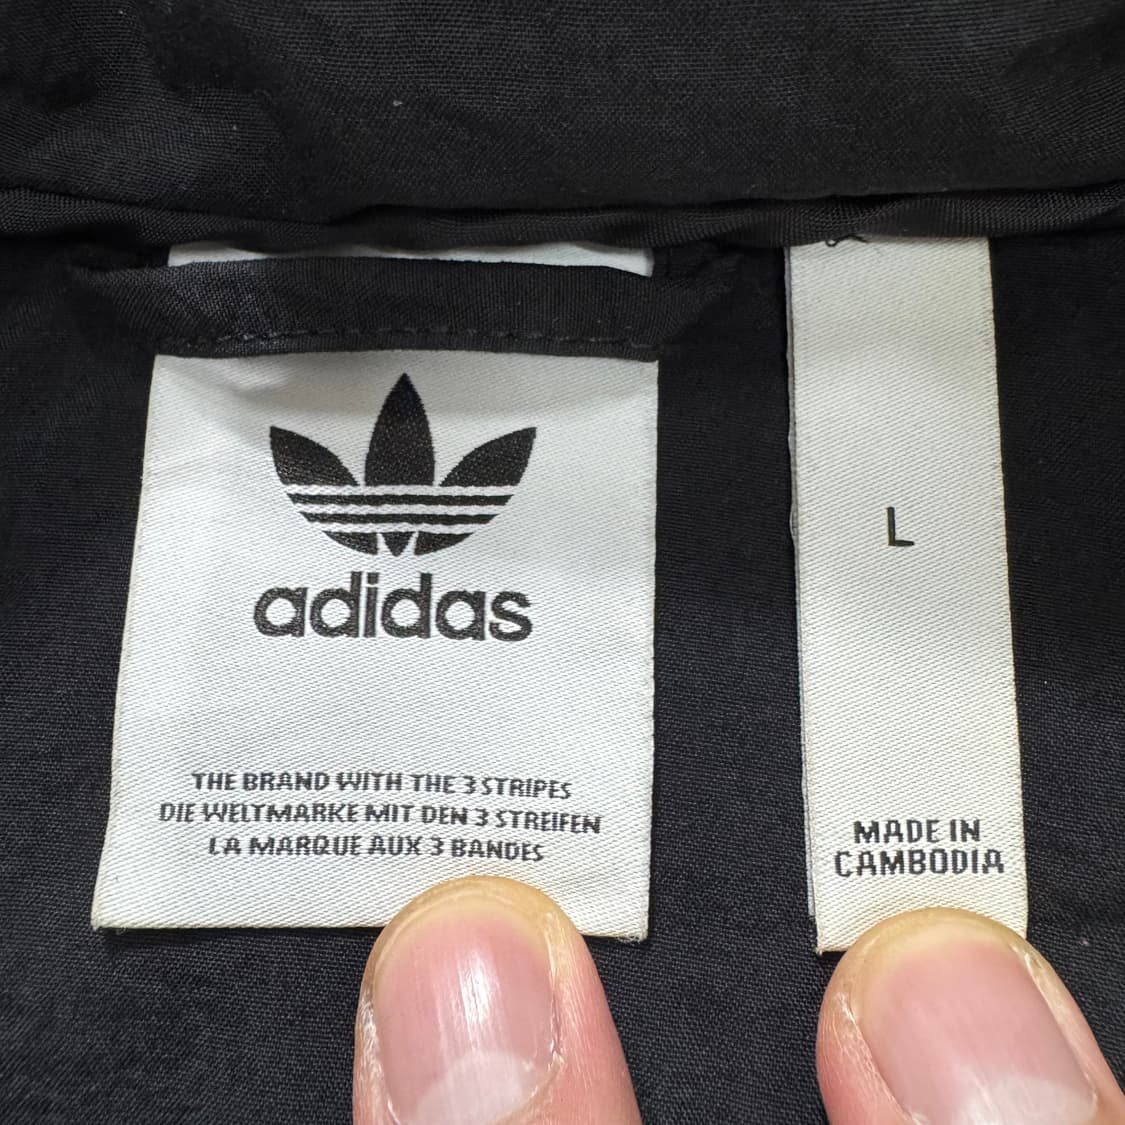 adidas
THE BRAND WITH THE 3 STRIPES
DIE WELTMARKE MIT DEN 3 STREIFEN
LA MARQUE AUX 3 BANDES
L
MADE IN
CAMBODIA